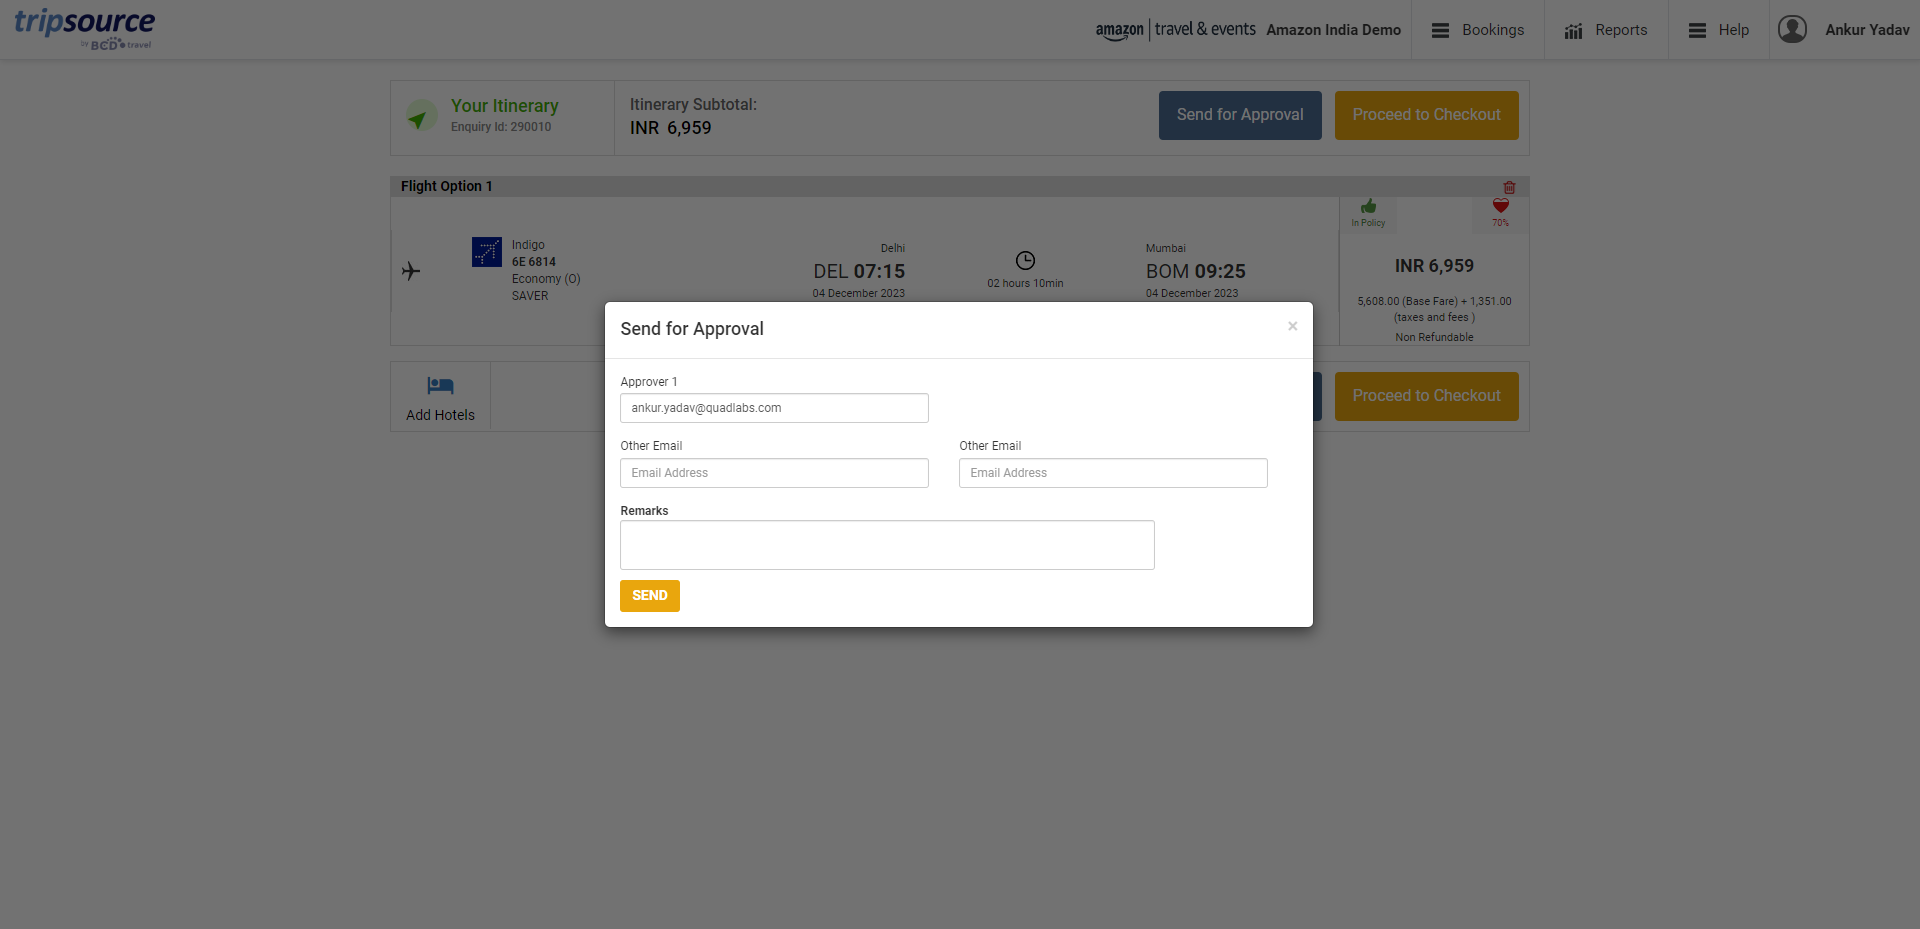 tripsource
by BCD travel
amazon travel & events
Amazon India Demo
Bookings
Reports
Help
Ankur Yadav
Your Itinerary
Enquiry Id: 290010
Itinerary Subtotal:
INR 6,959
Send for Approval
Proceed to Checkout
Flight Option 1
In Policy
70%
Indigo
6E 6814
Economy (O)
SAVER
Delhi
DEL 07:15
04 December 2023
02 hours 10min
Mumbai
BOM 09:25
04 December 2023
INR 6,959
5,608.00 (Base Fare) + 1,351.00
(taxes and fees )
Non Refundable
Add Hotels
Proceed to Checkout
Send for Approval
×
Approver 1
ankur.yadav@quadlabs.com
Other Email
Email Address
Other Email
Email Address
Remarks
SEND